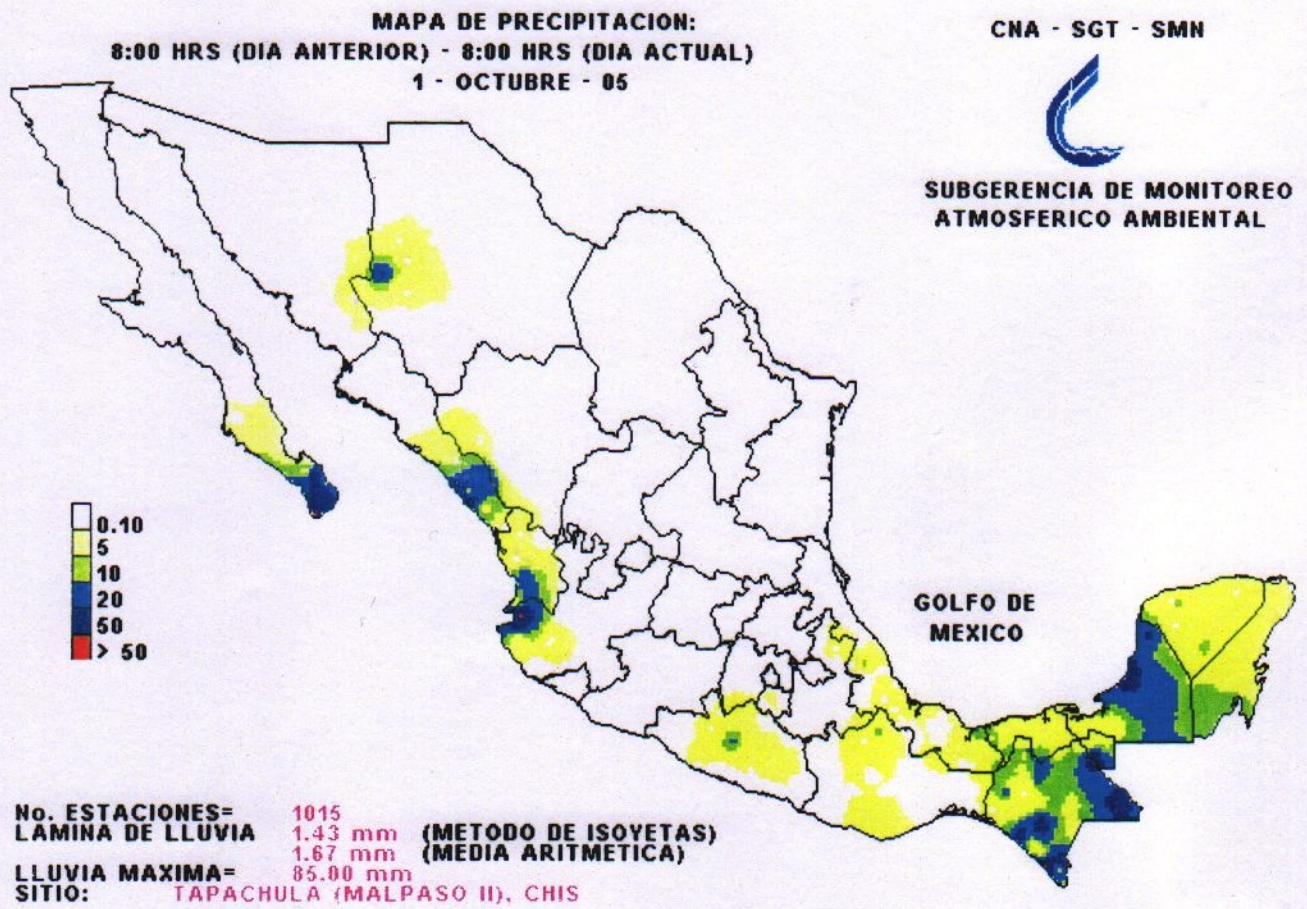 MAPA DE PRECIPITACION:
8:00 HRS (DIA ANTERIOR) - 8:00 HRS (DIA ACTUAL)
1 - OCTUBRE - 05
CNA - SGT - SMN
SUBGERENCIA DE MONITOREO
ATMOSFERICO AMBIENTAL
0.10
5
10
20
50
> 50
GOLFO DE
MEXICO
No. ESTACIONES= 1015
LAMINA DE LLUVIA 1.43 mm (METODO DE ISOYETAS)
1.67 mm (MEDIA ARITMETICA)
LLUVIA MAXIMA= 85.00 mm
SITIO: TAPACHULA (MALPASO II), CHIS